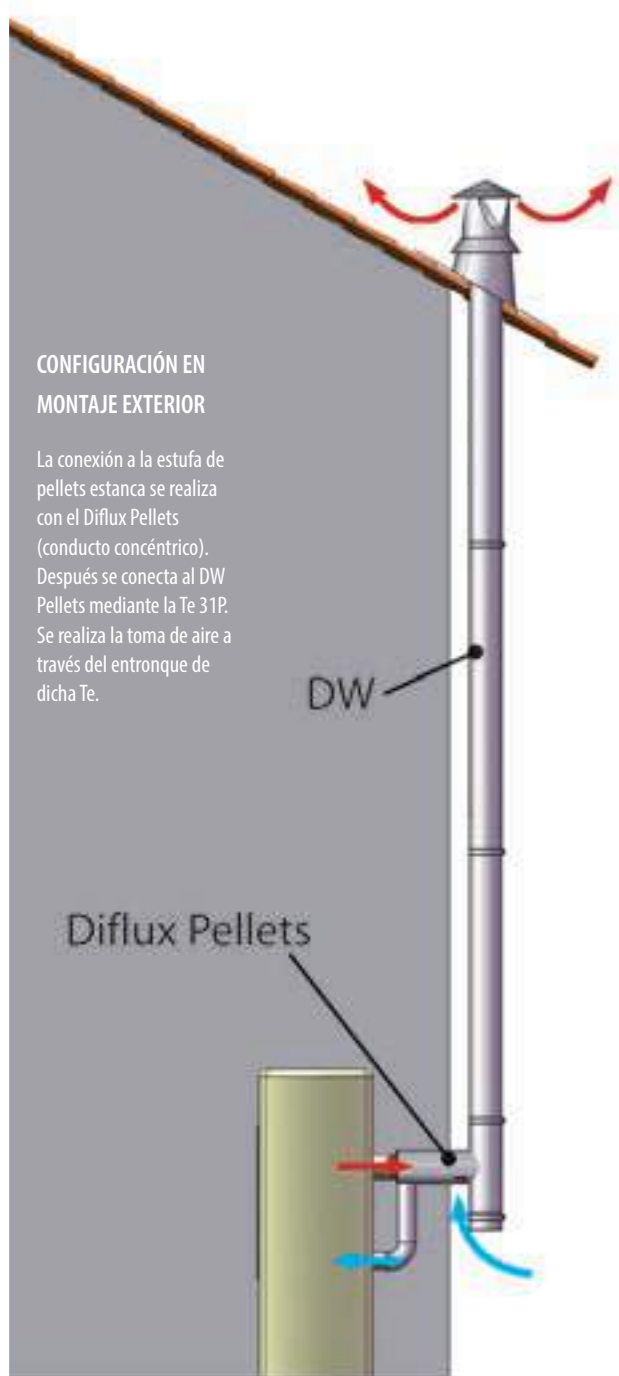 CONFIGURACIÓN EN
MONTAJE EXTERIOR
La conexión a la estufa de
pellets estanca se realiza
con el Diflux Pellets
(conducto concéntrico).
Después se conecta al DW
Pellets mediante la Te 31P.
Se realiza la toma de aire a
través del entronque de
dicha Te.
DW
Diflux Pellets